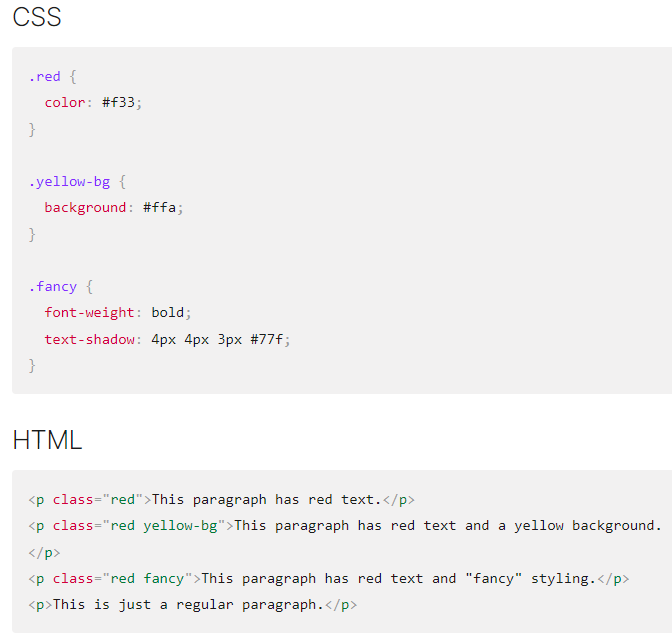 CSS
.red {
  color: #f33;
}
.yellow-bg {
  background: #ffa;
}
.fancy {
  font-weight: bold;
  text-shadow: 4px 4px 3px #77f;
}
HTML
<p class="red">This paragraph has red text.</p>
<p class="red yellow-bg">This paragraph has red text and a yellow background.
</p>
<p class="red fancy">This paragraph has red text and "fancy" styling.</p>
<p>This is just a regular paragraph.</p>